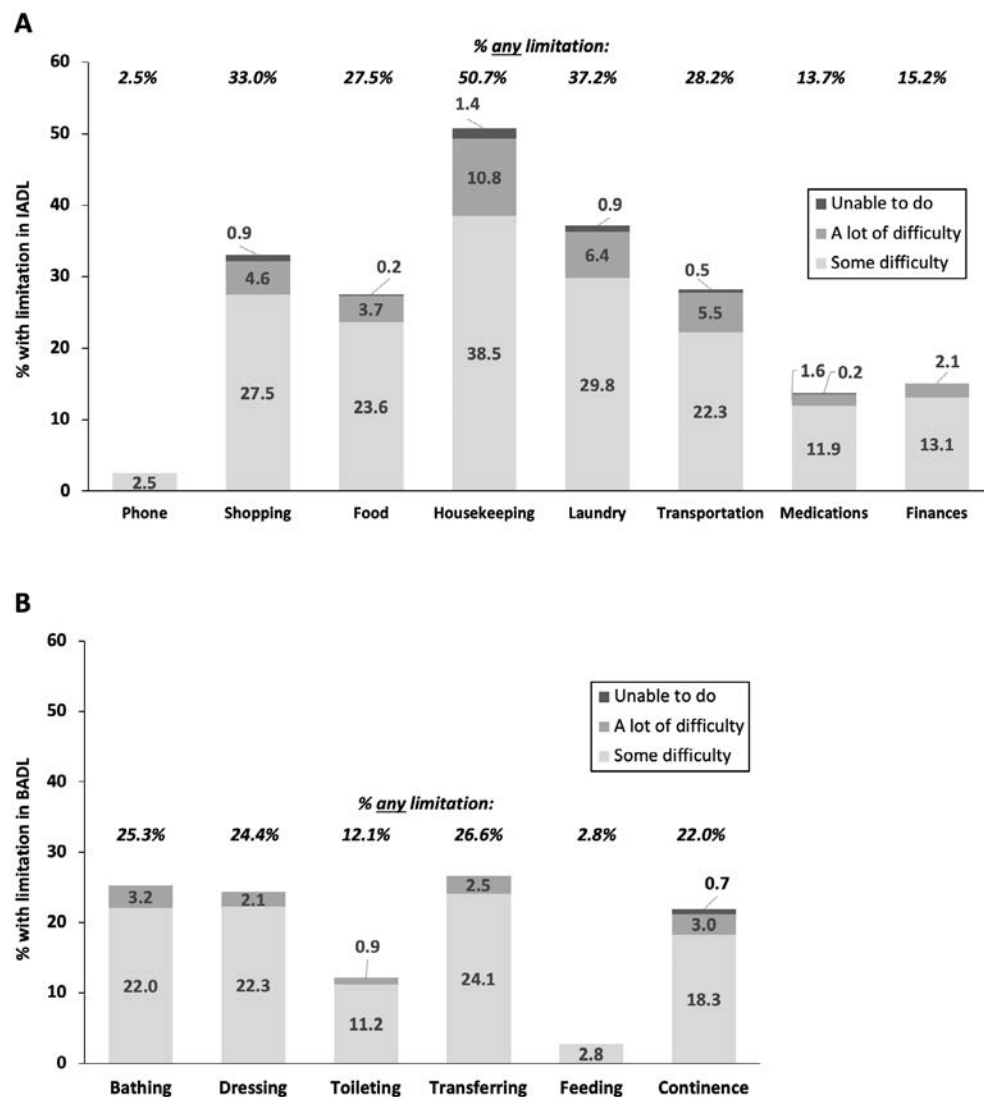 A
% any limitation:
60
2.5% 33.0% 27.5% 50.7% 37.2% 28.2% 13.7% 15.2%
1.4
50
10.8
40
0.9
0.9
6.4
0.2
30
4.6
3.7
0.5
5.5
20
38.5
27.5
23.6
29.8
22.3
1.6 0.2 2.1
10
11.9 13.1
2.5
0
Phone Shopping Food Housekeeping Laundry Transportation Medications Finances
% with limitation in IADL
Unable to do
A lot of difficulty
Some difficulty
B
60
50
40
Unable to do
A lot of difficulty
Some difficulty
% any limitation:
25.3% 24.4% 12.1% 26.6% 2.8% 22.0%
30
3.2 2.1 2.5 0.7
3.0
20
0.9
22.0 22.3 11.2 24.1 18.3
10
2.8
0
Bathing Dressing Toileting Transferring Feeding Continence
% with limitation in BADL